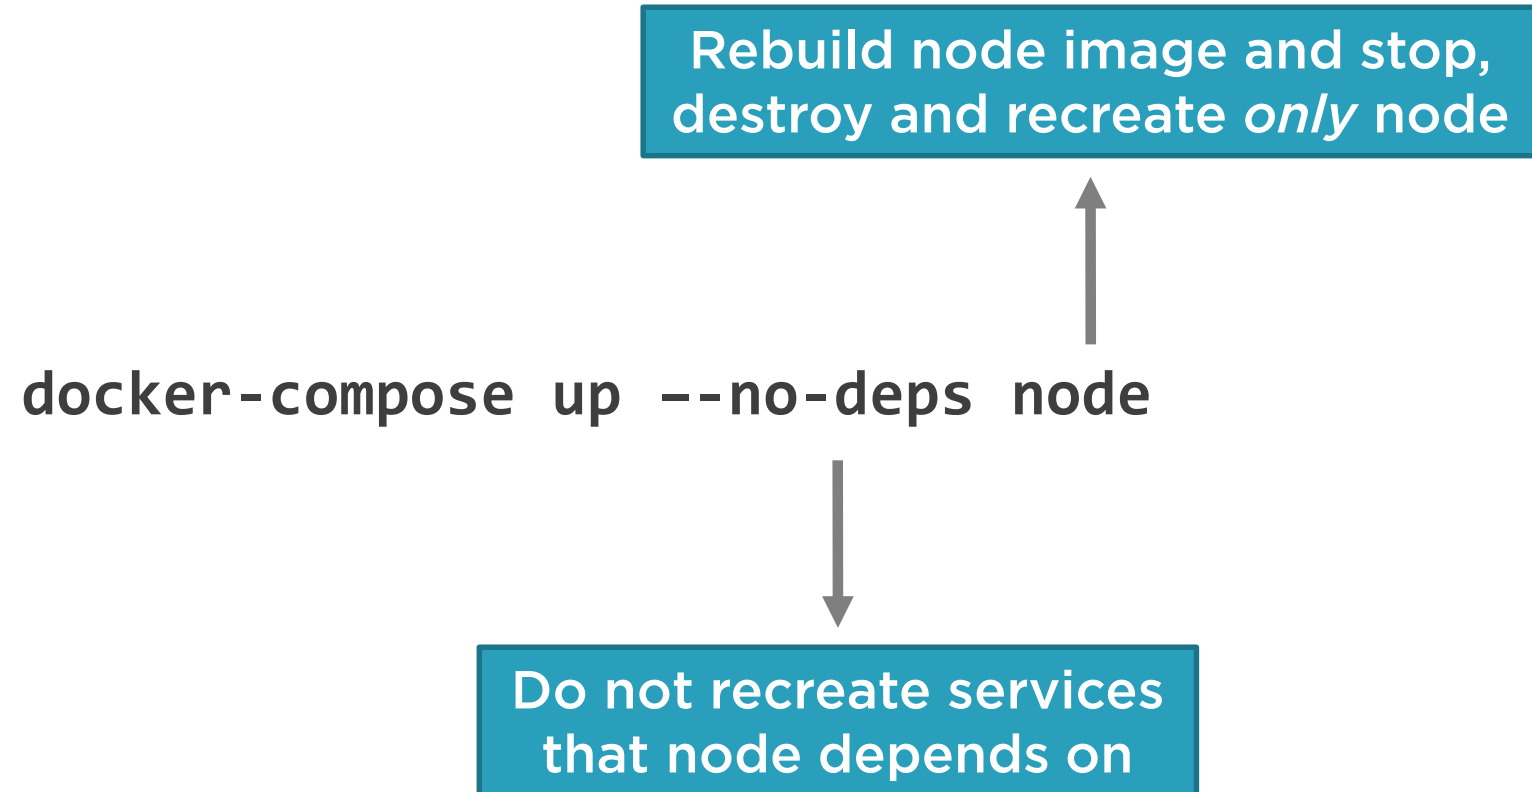 Rebuild node image and stop,
destroy and recreate only node
docker-compose up –-no-deps node
Do not recreate services
that node depends on